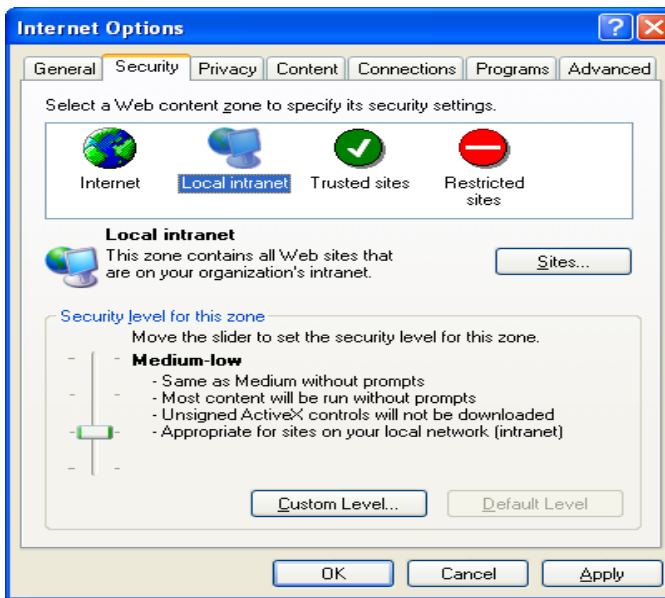 Internet Options
General Security Privacy Content Connections Programs Advanced
Select a Web content zone to specify its security settings.
Internet Local intranet Trusted sites Restricted
sites
Local intranet
This zone contains all Web sites that
are on your organization's intranet.
Sites...
Security level for this zone
Move the slider to set the security level for this zone.
Medium-low
- Same as Medium without prompts
- Most content will be run without prompts
- Unsigned ActiveX controls will not be downloaded
- Appropriate for sites on your local network (intranet)
Custom Level... Default Level
OK Cancel Apply